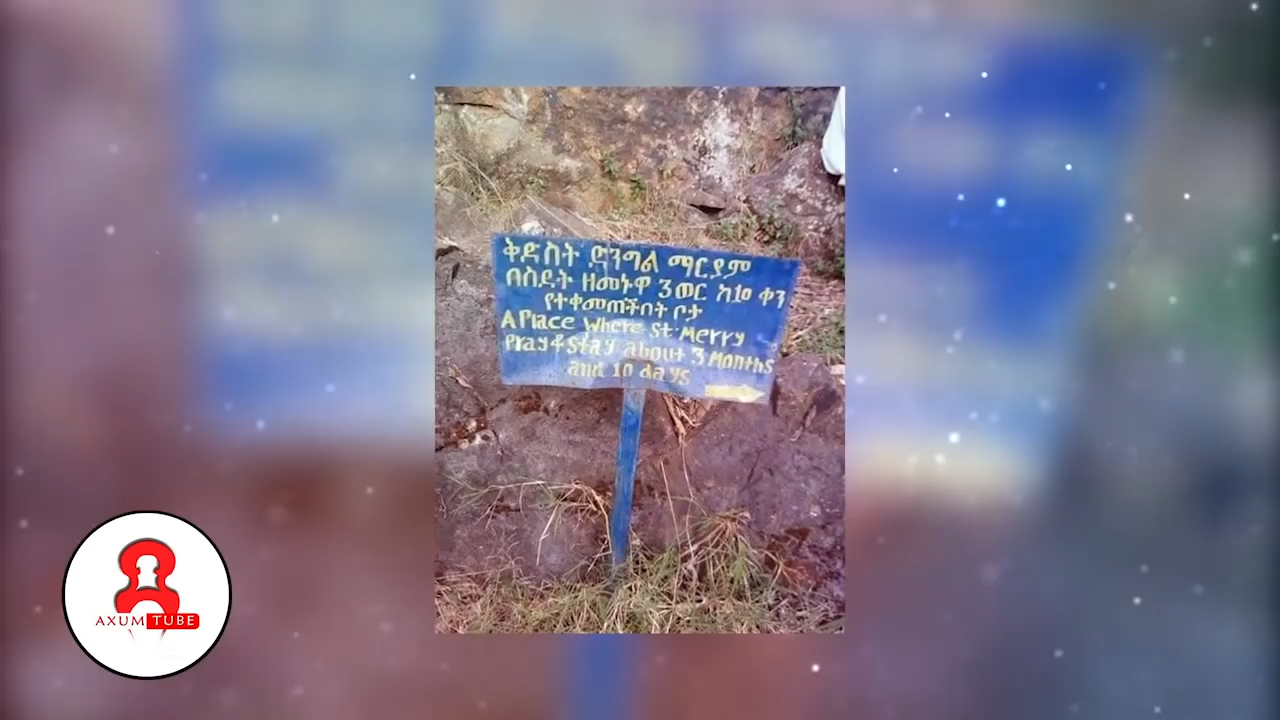 ቅድስት ድንግል ማርያም
በስደት ዘመኑዋ 3ወር ከ10 ቀን
የተቀመጠችበት ቦታ
A Place Where St. Merry
Pray & Stay about 3 Months
and 10 days
AXUM TUBE